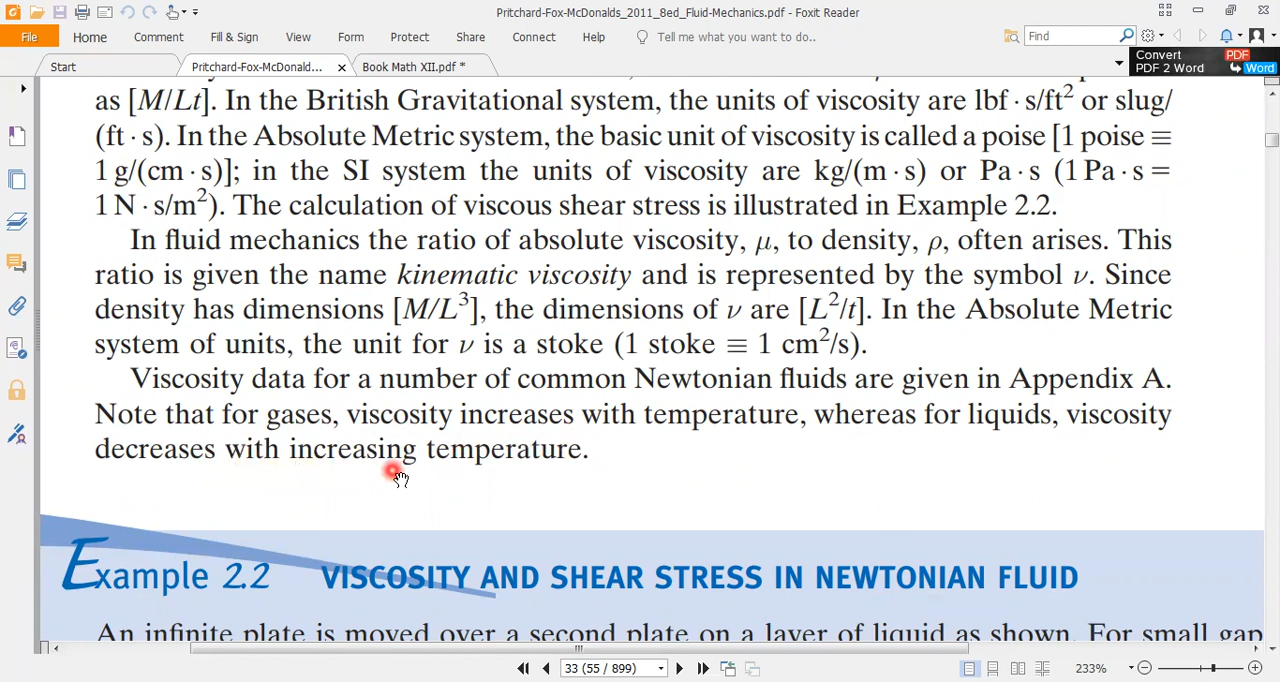 Pritchard-Fox-McDonalds_2011_8ed_Fluid-Mechanics.pdf - Foxit Reader
File Home Comment Fill & Sign View Form Protect Share Connect Help Tell me what you want to do.. Find
Start Pritchard-Fox-McDonald... Book Math XII.pdf *
Convert PDF
PDF 2 Word Word
as [M/Lt]. In the British Gravitational system, the units of viscosity are lbf · s/ft² or slug/
(ft · s). In the Absolute Metric system, the basic unit of viscosity is called a poise [1 poise ≡
1 g/(cm · s)]; in the SI system the units of viscosity are kg/(m · s) or Pa · s (1 Pa · s =
1 N · s/m²). The calculation of viscous shear stress is illustrated in Example 2.2.
In fluid mechanics the ratio of absolute viscosity, μ, to density, ρ, often arises. This
ratio is given the name kinematic viscosity and is represented by the symbol ν. Since
density has dimensions [M/L³], the dimensions of ν are [L²/t]. In the Absolute Metric
system of units, the unit for ν is a stoke (1 stoke ≡ 1 cm²/s).
Viscosity data for a number of common Newtonian fluids are given in Appendix A.
Note that for gases, viscosity increases with temperature, whereas for liquids, viscosity
decreases with increasing temperature.
Example 2.2 VISCOSITY AND SHEAR STRESS IN NEWTONIAN FLUID
An infinite plate is moved over a second plate on a layer of liquid as shown. For small gap
33 (55 / 899) 233%